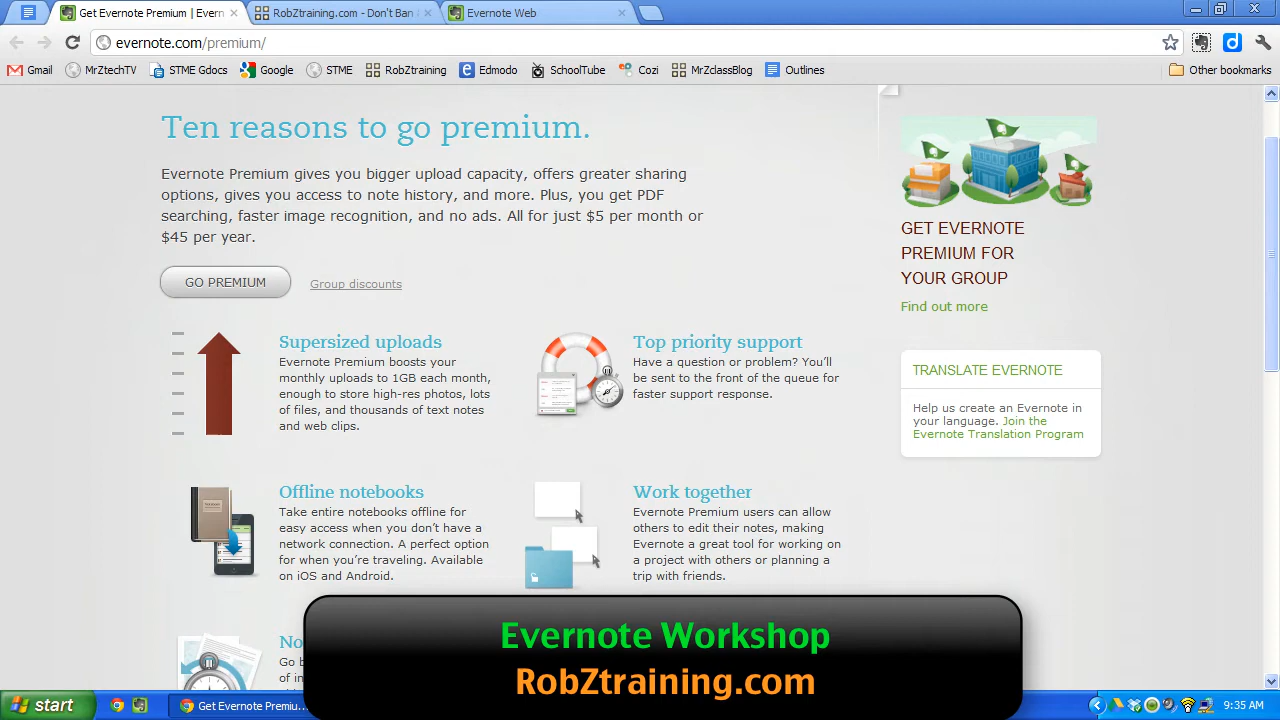 Get Evernote Premium | Evern
RobZtraining.com - Don't Ban
Evernote Web
evernote.com/premium/
Gmail
MrZtechTV
STME Gdocs
Google
STME
RobZtraining
Edmodo
SchoolTube
Cozi
MrZclassBlog
Outlines
Other bookmarks
Ten reasons to go premium.
Evernote Premium gives you bigger upload capacity, offers greater sharing
options, gives you access to note history, and more. Plus, you get PDF
searching, faster image recognition, and no ads. All for just $5 per month or
$45 per year.
GO PREMIUM
Group discounts
Supersized uploads
Evernote Premium boosts your
monthly uploads to 1GB each month,
enough to store high-res photos, lots
of files, and thousands of text notes
and web clips.
Top priority support
Have a question or problem? You'll
be sent to the front of the queue for
faster support response.
Offline notebooks
Take entire notebooks offline for
easy access when you don't have a
network connection. A perfect option
for when you're traveling. Available
on iOS and Android.
Work together
Evernote Premium users can allow
others to edit their notes, making
Evernote a great tool for working on
a project with others or planning a
trip with friends.
GET EVERNOTE
PREMIUM FOR
YOUR GROUP
Find out more
TRANSLATE EVERNOTE
Help us create an Evernote in
your language. Join the
Evernote Translation Program
No
Go b
of in
Evernote Workshop
RobZtraining.com
start
Get Evernote Premiu...
9:35 AM